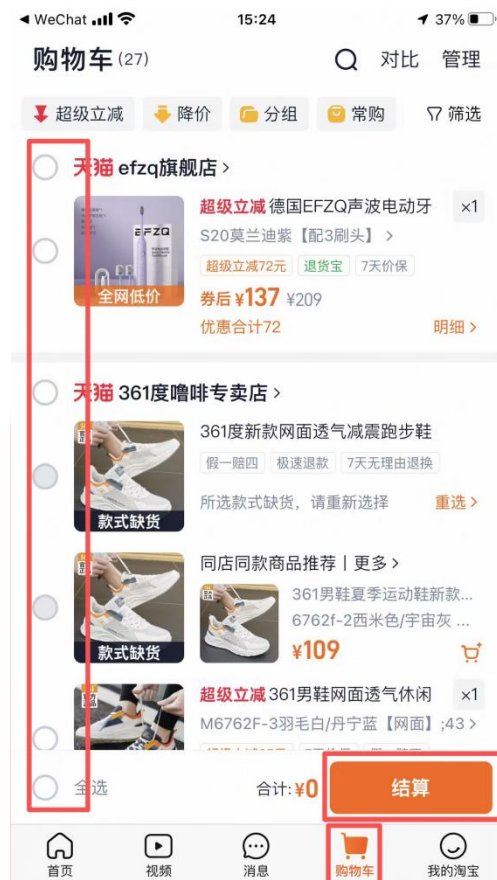 WeChat
15:24
37%
购物车(27)
对比
管理
超级立减
降价
分组
常购
筛选
天猫 efzq旗舰店 >
EFZQ
全网低价
超级立减 德国EFZQ声波电动牙
×1
S20莫兰迪紫【配3刷头】 >
超级立减72元 退货宝 7天价保
券后 ¥137 ¥209
优惠合计72
明细 >
天猫 361度噜啡专卖店 >
款式缺货
361度新款网面透气减震跑步鞋
假一赔四 极速退款 7天无理由退换
所选款式缺货，请重新选择
重选 >
款式缺货
同店同款商品推荐丨更多 >
361男鞋夏季运动鞋新款...
6762f-2西米色/宇宙灰 ...
¥109
超级立减 361男鞋网面透气休闲
×1
M6762F-3羽毛白/丹宁蓝【网面】;43 >
全选
合计: ¥0
结算
首页
视频
消息
购物车
我的淘宝